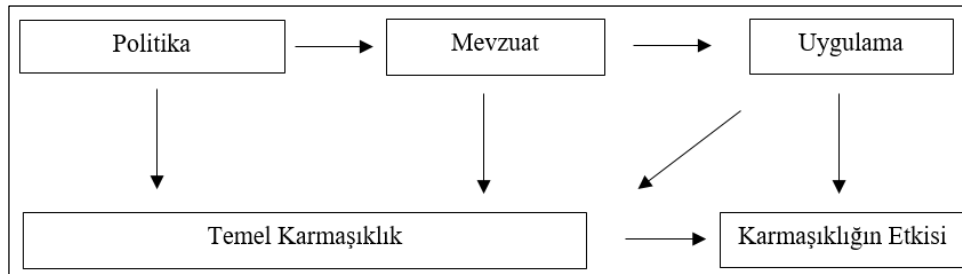 Politika
Mevzuat
Uygulama
Temel Karmaşıklık
Karmaşıklığın Etkisi